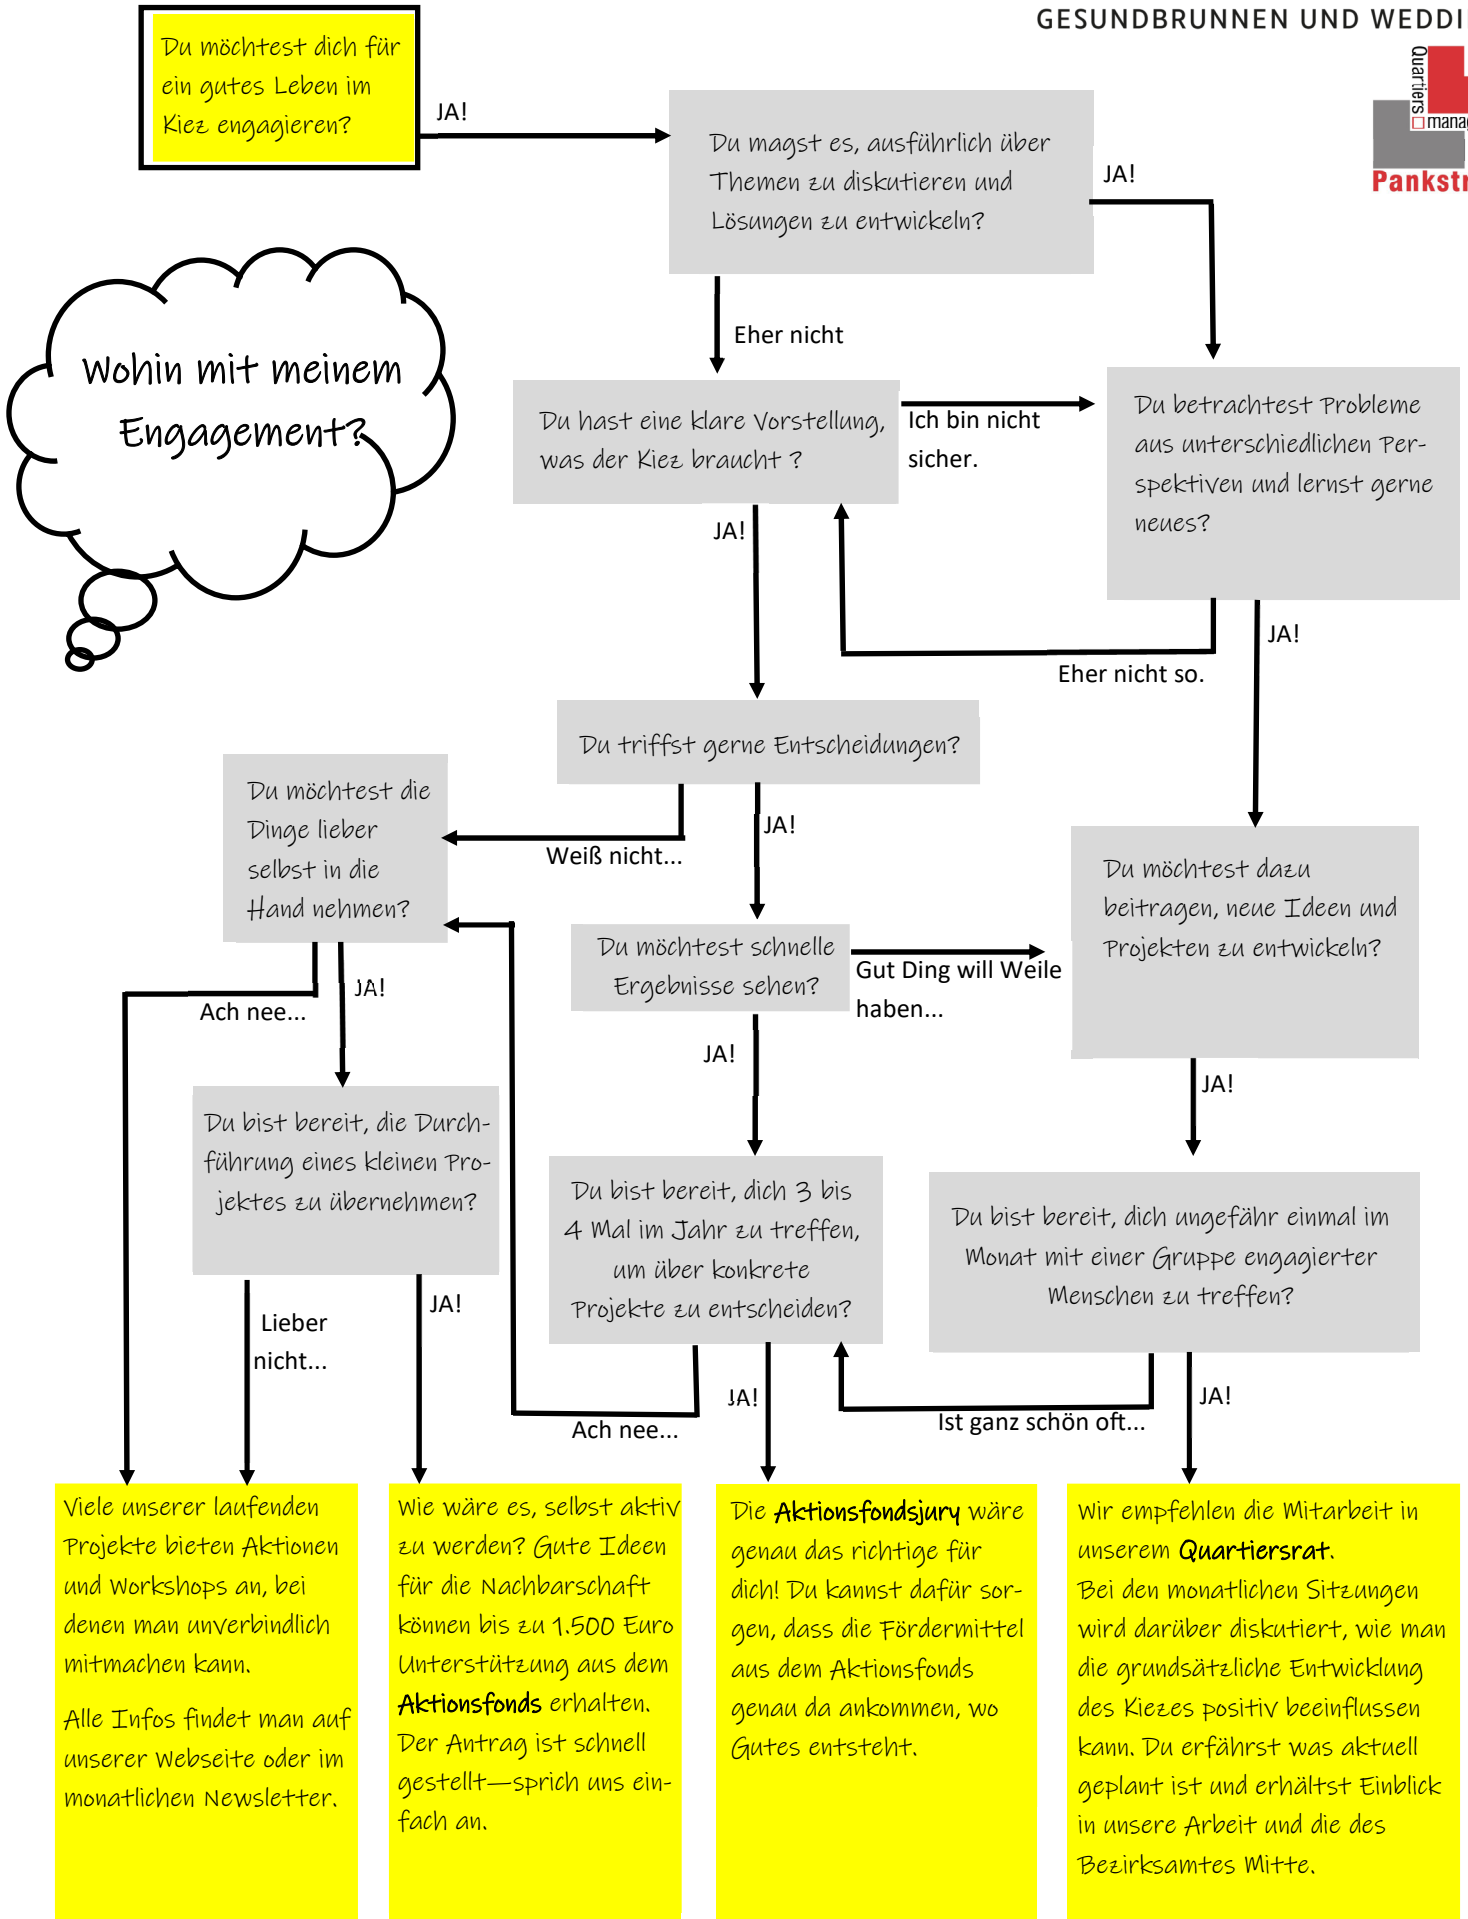 GESUNDBRUNNEN UND WEDDI
Quartiers
manag
Pankstr
Du möchtest dich für
ein gutes Leben im
Kiez engagieren?
JA!
Du magst es, ausführlich über
Themen zu diskutieren und
Lösungen zu entwickeln?
JA!
Wohin mit meinem
Engagement?
Eher nicht
Du hast eine klare Vorstellung,
was der Kiez braucht ?
Ich bin nicht
sicher.
Du betrachtest Probleme
aus unterschiedlichen Per-
spektiven und lernst gerne
neues?
JA!
Eher nicht so.
JA!
Du triffst gerne Entscheidungen?
Weiß nicht...
JA!
Du möchtest die
Dinge lieber
selbst in die
Hand nehmen?
Ach nee...
JA!
Du möchtest schnelle
Ergebnisse sehen?
Gut Ding will Weile
haben...
JA!
Du möchtest dazu
beitragen, neue Ideen und
Projekten zu entwickeln?
JA!
Du bist bereit, die Durch-
führung eines kleinen Pro-
jektes zu übernehmen?
Lieber
nicht...
JA!
Du bist bereit, dich 3 bis
4 Mal im Jahr zu treffen,
um über konkrete
Projekte zu entscheiden?
Ach nee...
JA!
Du bist bereit, dich ungefähr einmal im
Monat mit einer Gruppe engagierter
Menschen zu treffen?
Ist ganz schön oft...
JA!
Viele unserer laufenden
Projekte bieten Aktionen
und Workshops an, bei
denen man unverbindlich
mitmachen kann.
Alle Infos findet man auf
unserer Webseite oder im
monatlichen Newsletter.
Wie wäre es, selbst aktiv
zu werden? Gute Ideen
für die Nachbarschaft
können bis zu 1.500 Euro
Unterstützung aus dem
Aktionsfonds erhalten.
Der Antrag ist schnell
gestellt—sprich uns ein-
fach an.
Die Aktionsfondsjury wäre
genau das richtige für
dich! Du kannst dafür sor-
gen, dass die Fördermittel
aus dem Aktionsfonds
genau da ankommen, wo
Gutes entsteht.
Wir empfehlen die Mitarbeit in
unserem Quartiersrat.
Bei den monatlichen Sitzungen
wird darüber diskutiert, wie man
die grundsätzliche Entwicklung
des Kiezes positiv beeinflussen
kann. Du erfährst was aktuell
geplant ist und erhältst Einblick
in unsere Arbeit und die des
Bezirksamtes Mitte.